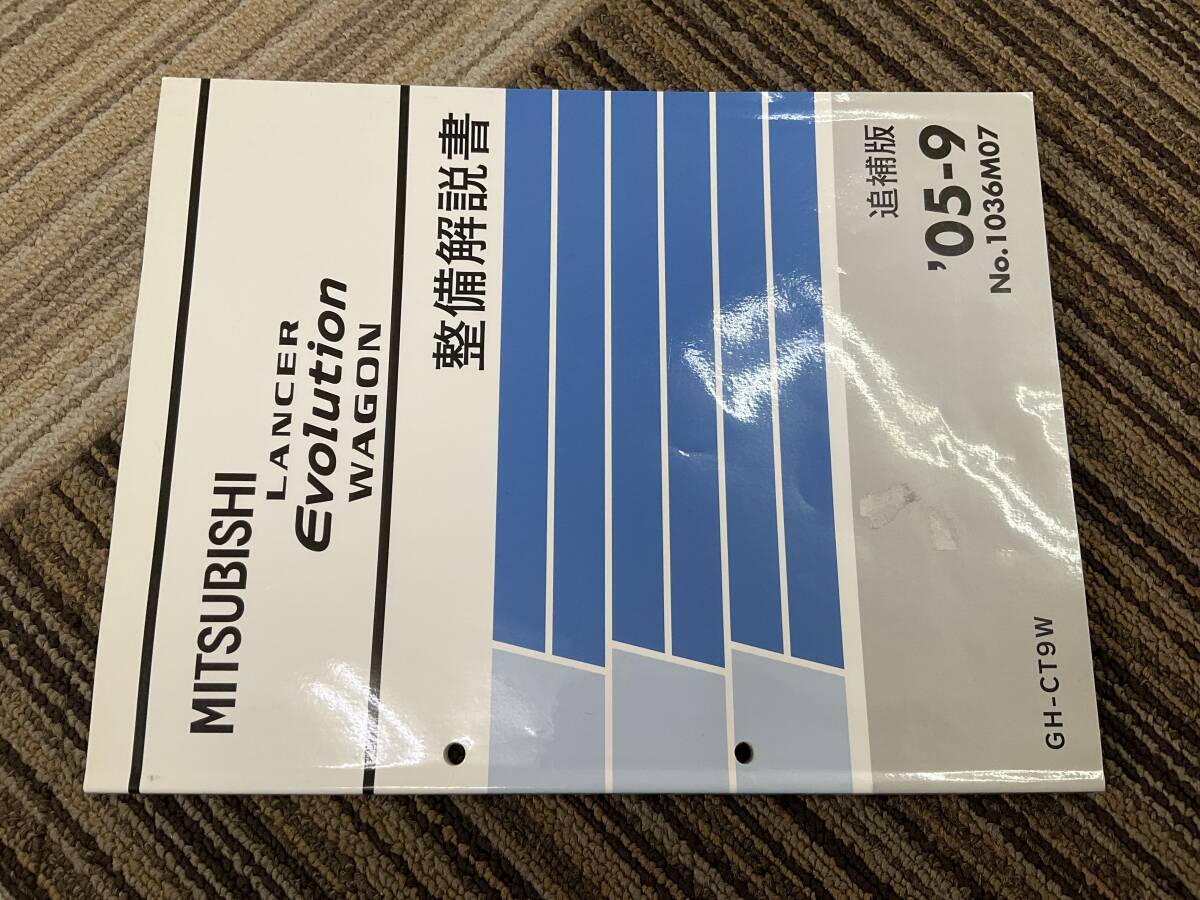 MITSUBISHI
LANCER
Evolution
WAGON
整備解説書
追補版
'05-9
No.1036M07
GH-CT9W